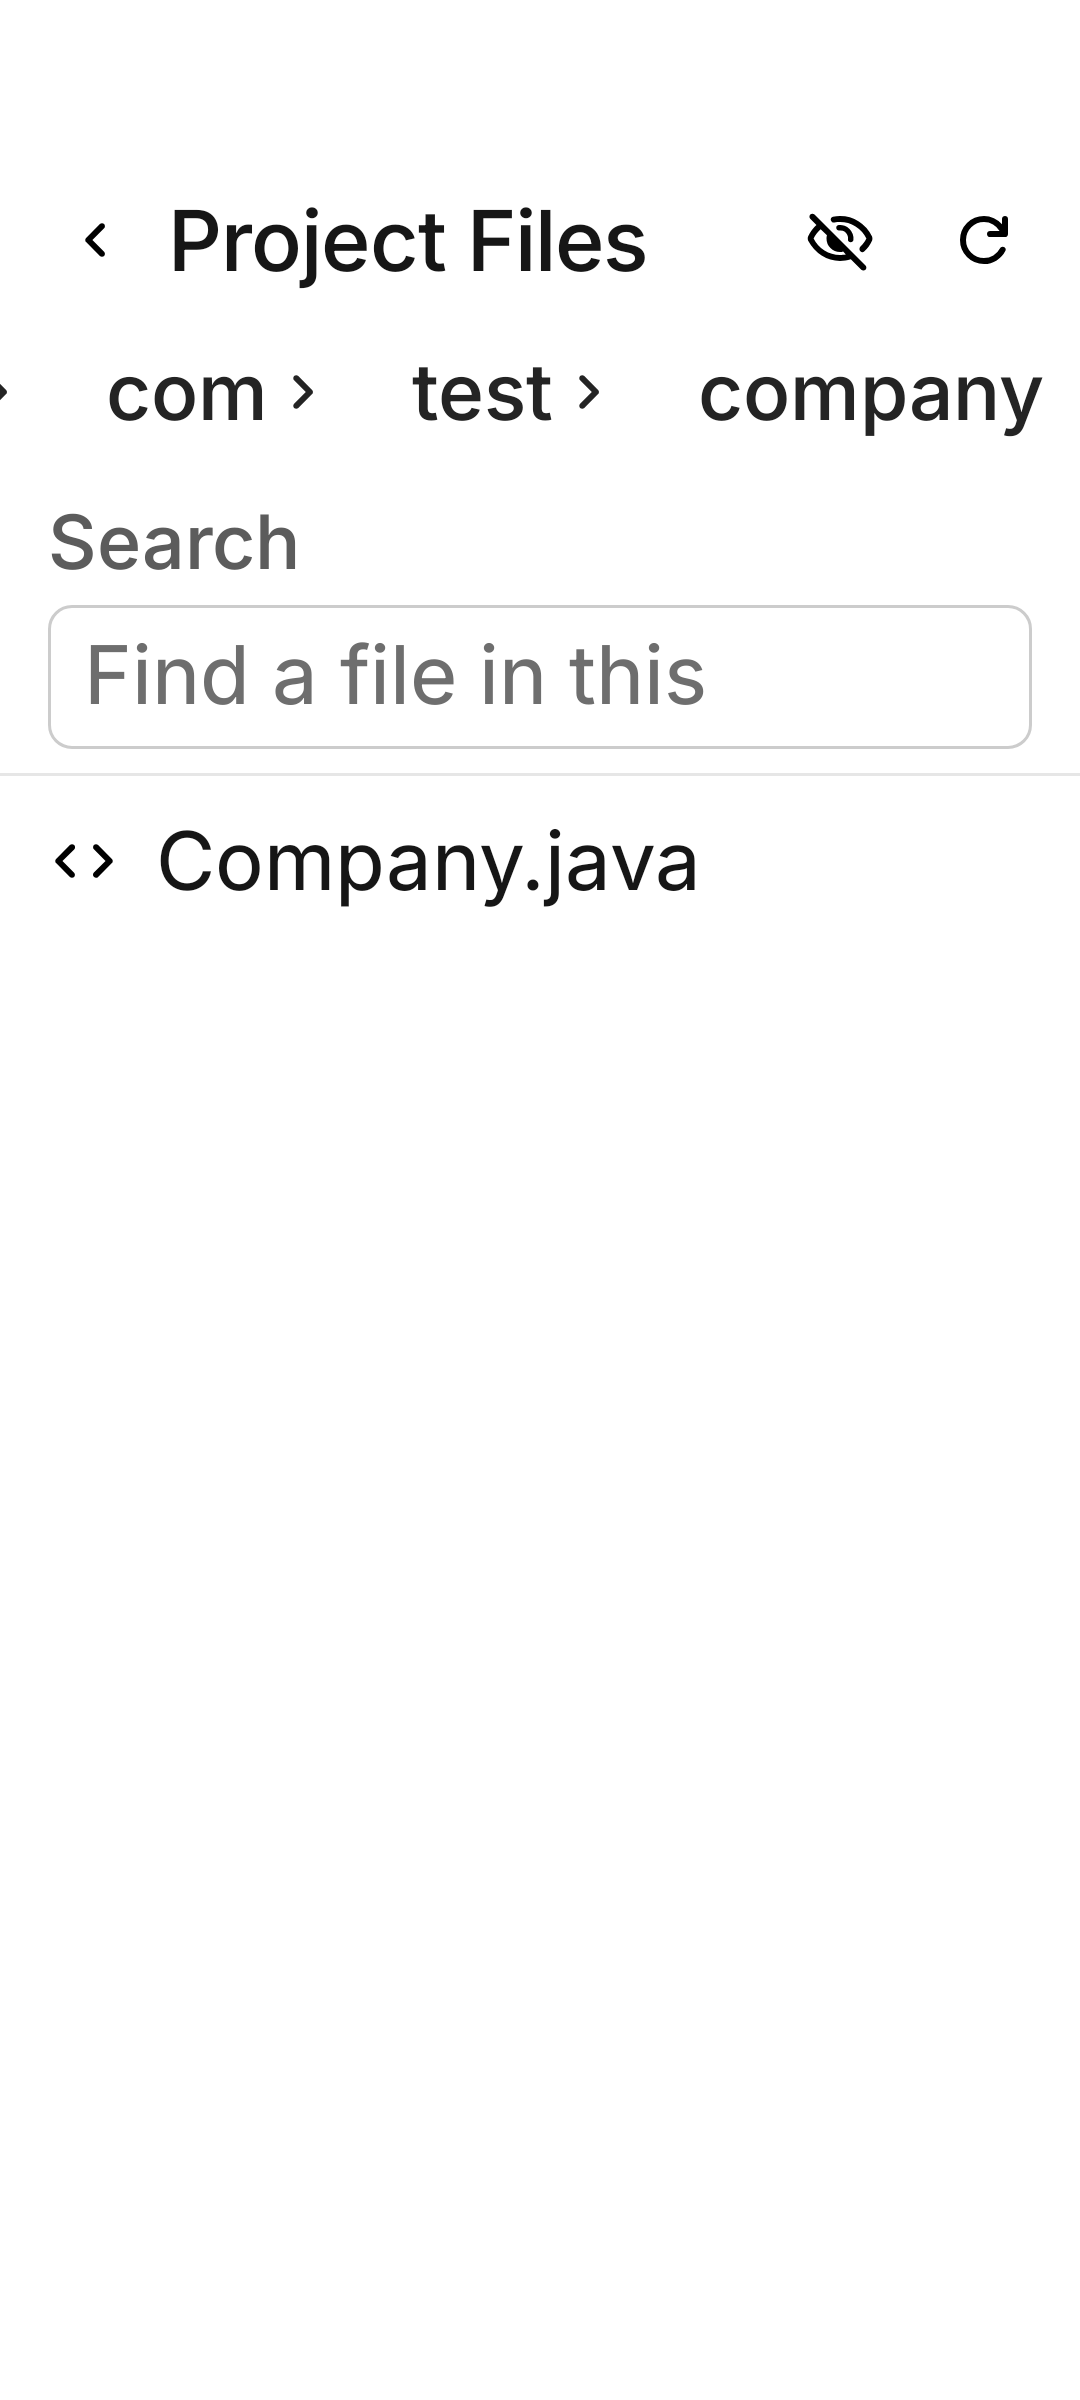 Project Files
com test company
Search
Find a file in this
Company.java